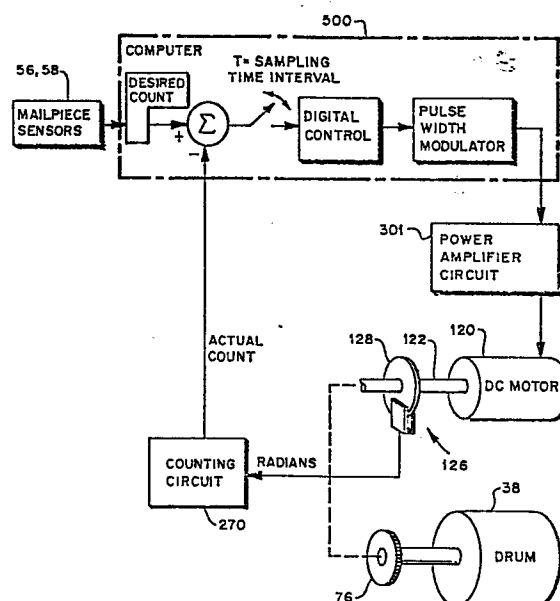 500
COMPUTER
56, 58
T= SAMPLING
TIME INTERVAL
DESIRED
COUNT
MAILPIECE
SENSORS
+
Σ
−
DIGITAL
CONTROL
PULSE
WIDTH
MODULATOR
301
POWER
AMPLIFIER
CIRCUIT
ACTUAL
COUNT
128
122
120
DC MOTOR
126
COUNTING
CIRCUIT
RADIANS
270
38
DRUM
76